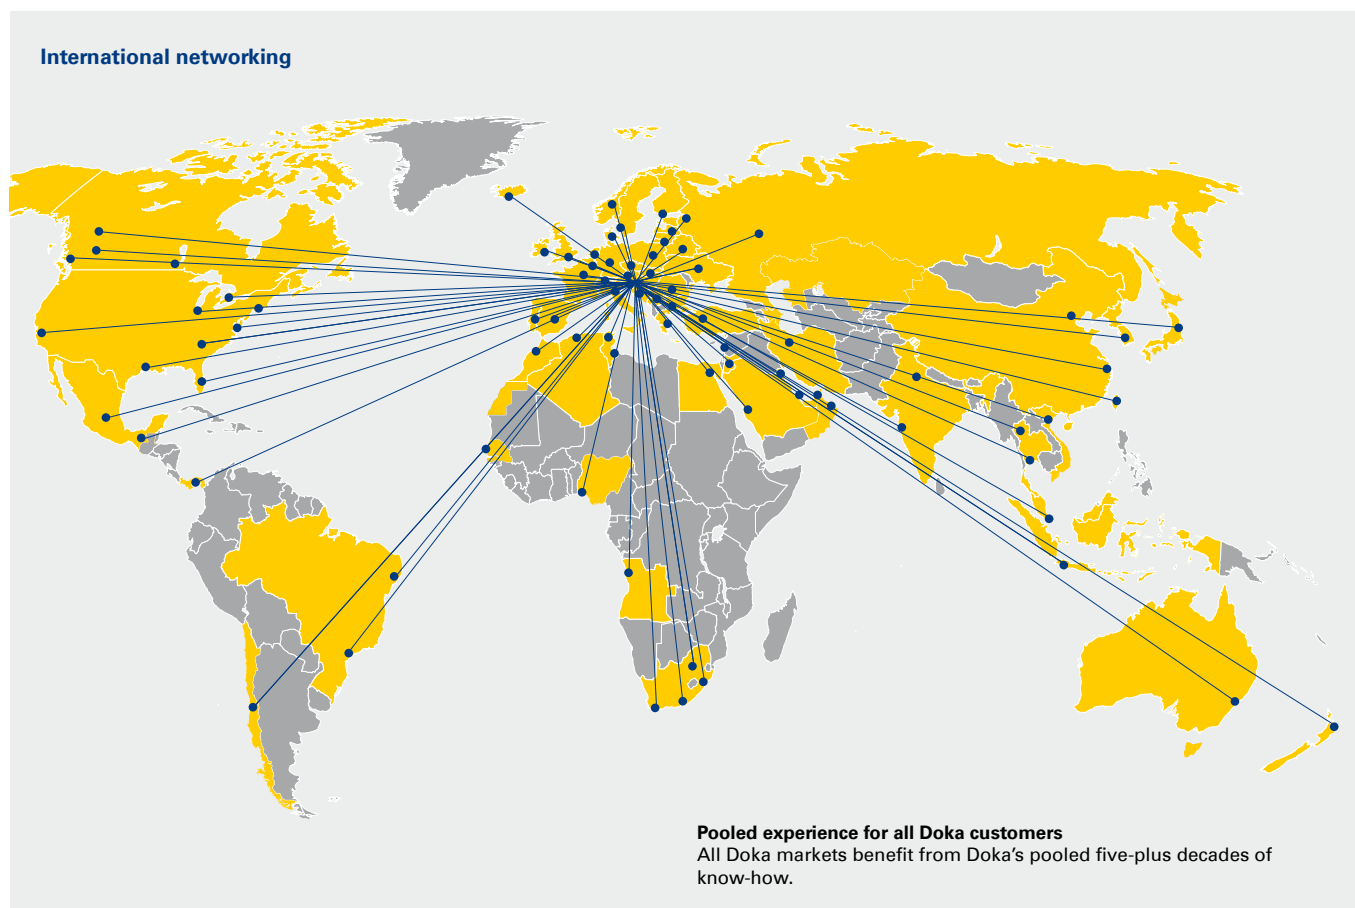 International networking
Pooled experience for all Doka customers
All Doka markets benefit from Doka’s pooled five-plus decades of
know-how.